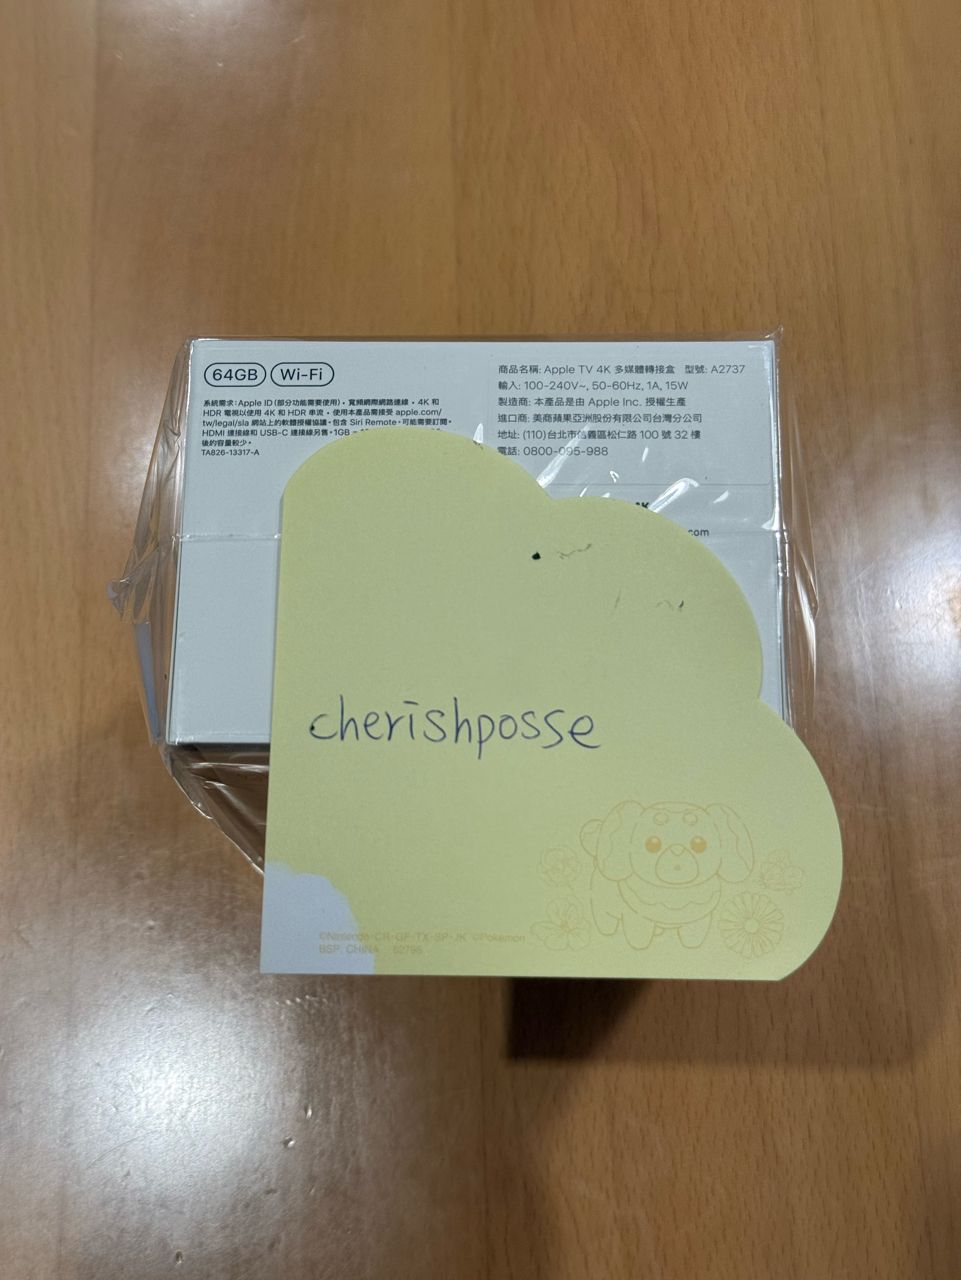 64GB Wi-Fi
系統需求：Apple ID（部分功能需要使用）‧寬頻網際網路連線‧4K 和
HDR 電視以使用 4K 和 HDR 串流‧使用本產品需接受 apple.com/
tw/legal/sla 網站上的軟體授權協議‧包含 Siri Remote‧可能需要訂閱‧
HDMI 連接線和 USB-C 連接線另售‧1GB =
後的容量較少。
TA826-13317-A
商品名稱: Apple TV 4K 多媒體轉接盒 型號: A2737
輸入: 100-240V~, 50-60Hz, 1A, 15W
製造商: 本產品是由 Apple Inc. 授權生產
進口商: 美商蘋果亞洲股份有限公司台灣分公司
地址: (110)台北市信義區松仁路 100 號 32 樓
電話: 0800-095-988
4K
.com
cherishposse
©Nintendo・CR・GF・TX・SP・JK ©Pokémon
BSP, CHINA 62795